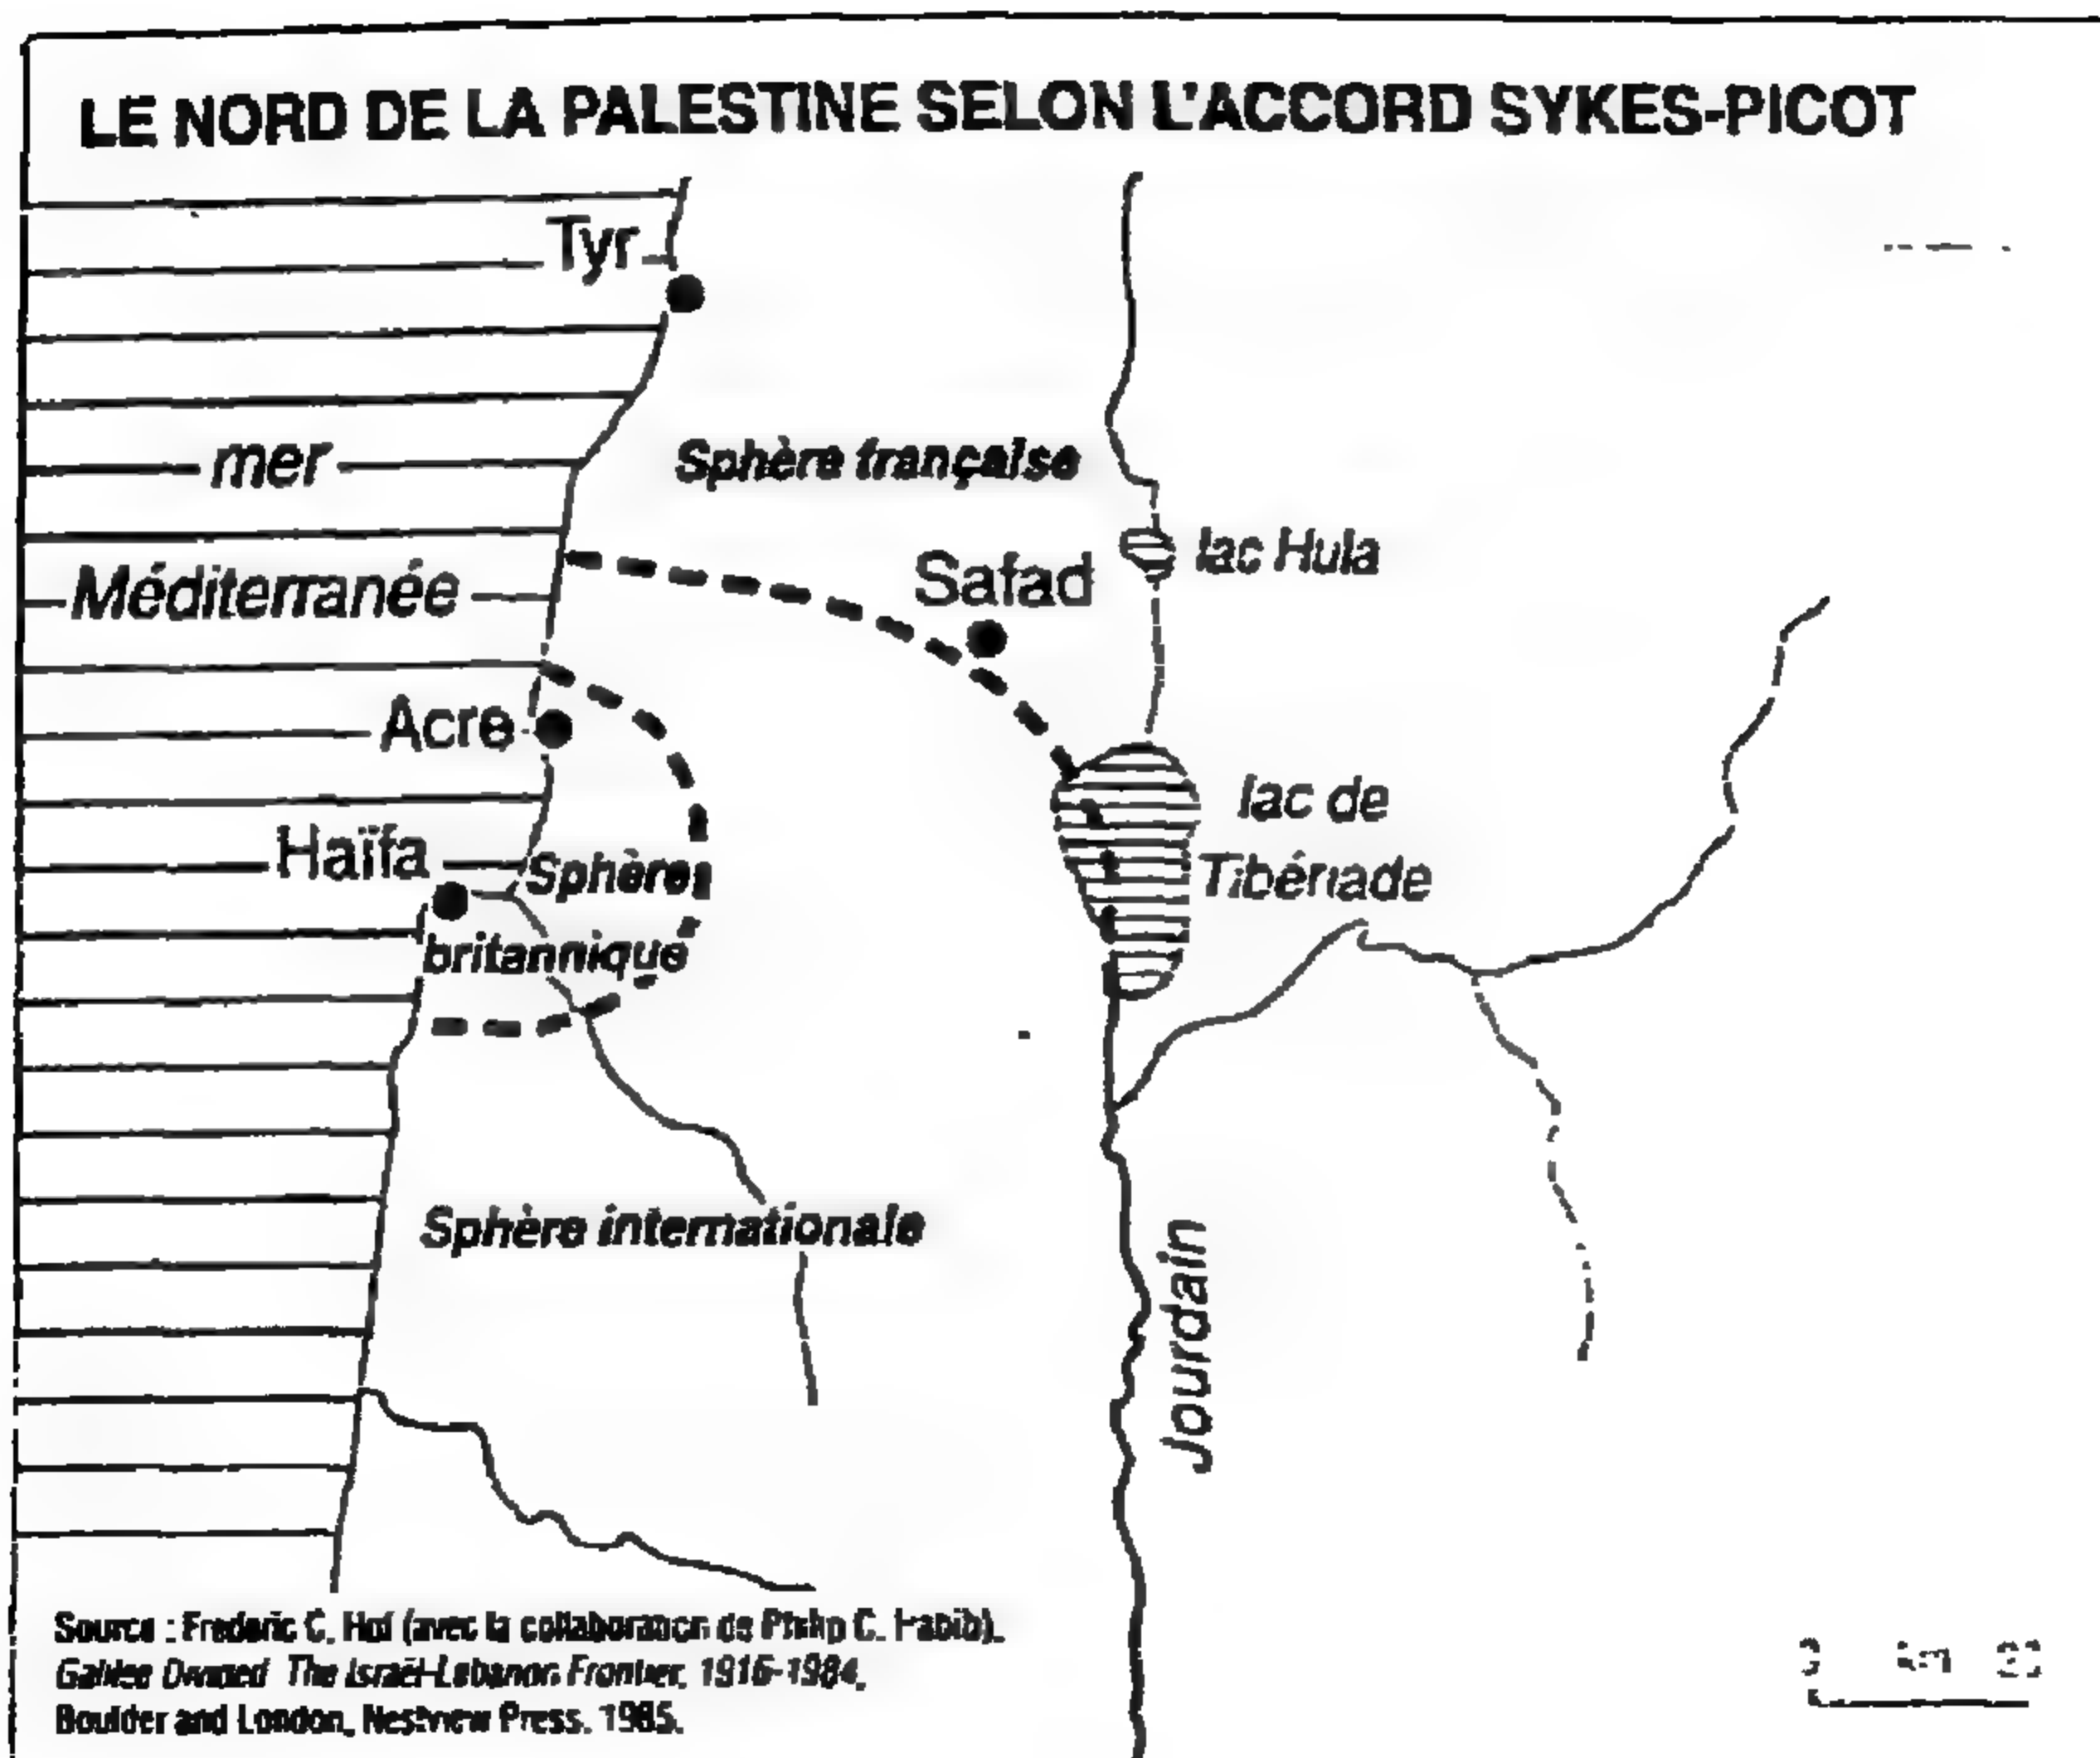 LE NORD DE LA PALESTINE SELON L'ACCORD SYKES-PICOT
Tyr
mer
Sphère française
lac Hula
Méditerranée
Safad
Acre
lac de
Tibériade
Haïfa
Sphère
britannique
Sphère internationale
Jourdain
Source : Frederic C. Hof (avec la collaboration de Philip C. Habib).
Galilee Divided The Israël-Lebanon Frontier, 1916-1984,
Boulder and London, Westview Press. 1985.
km